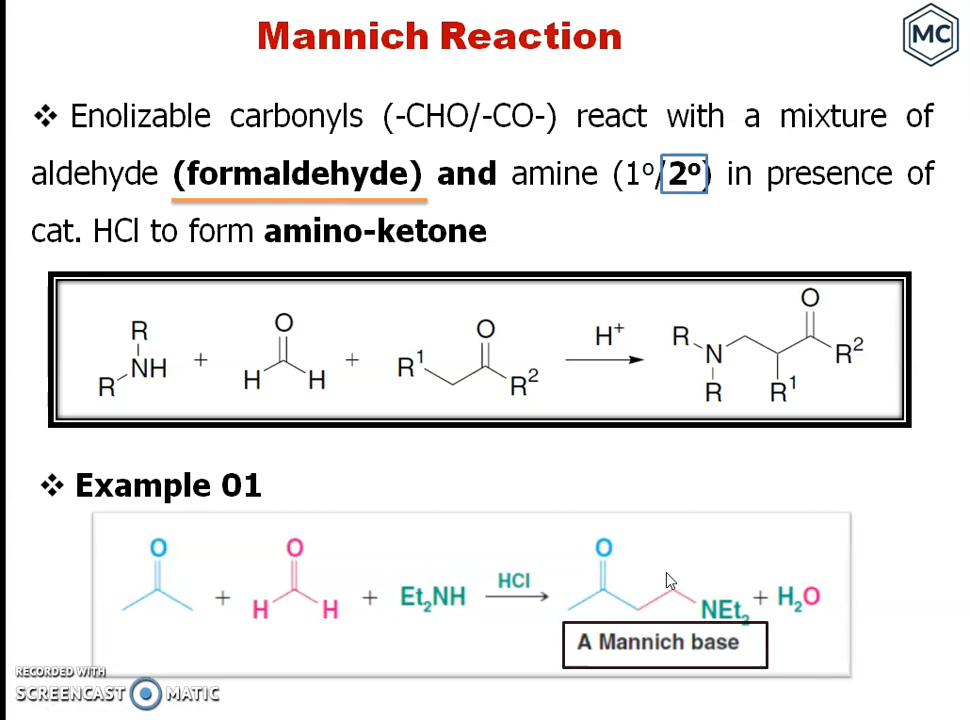 Mannich Reaction
MC
❖ Enolizable carbonyls (-CHO/-CO-) react with a mixture of
aldehyde (formaldehyde) and amine (1º/2º) in presence of
cat. HCl to form amino-ketone
R
NH
R
+
O
H H
+
O
R¹
R²
H⁺
R
N
R
O
R¹
R²
❖ Example 01
O
+
O
H H
+ Et₂NH
HCl
O
NEt₂
+ H₂O
A Mannich base
RECORDED WITH
SCREENCAST MATIC